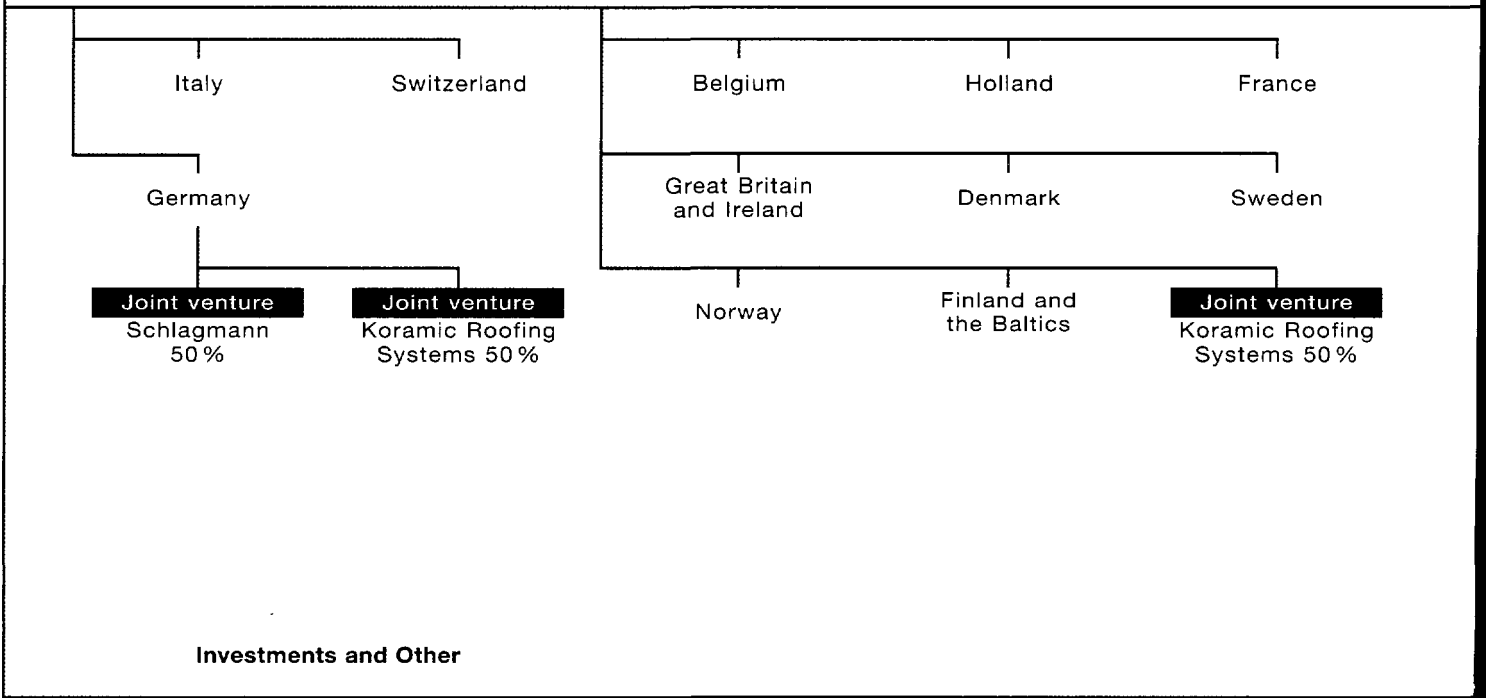 Italy
Switzerland
Belgium
Holland
France
Germany
Great Britain
and Ireland
Denmark
Sweden
Joint venture
Schlagmann
50 %
Joint venture
Koramic Roofing
Systems 50 %
Norway
Finland and
the Baltics
Joint venture
Koramic Roofing
Systems 50 %
Investments and Other